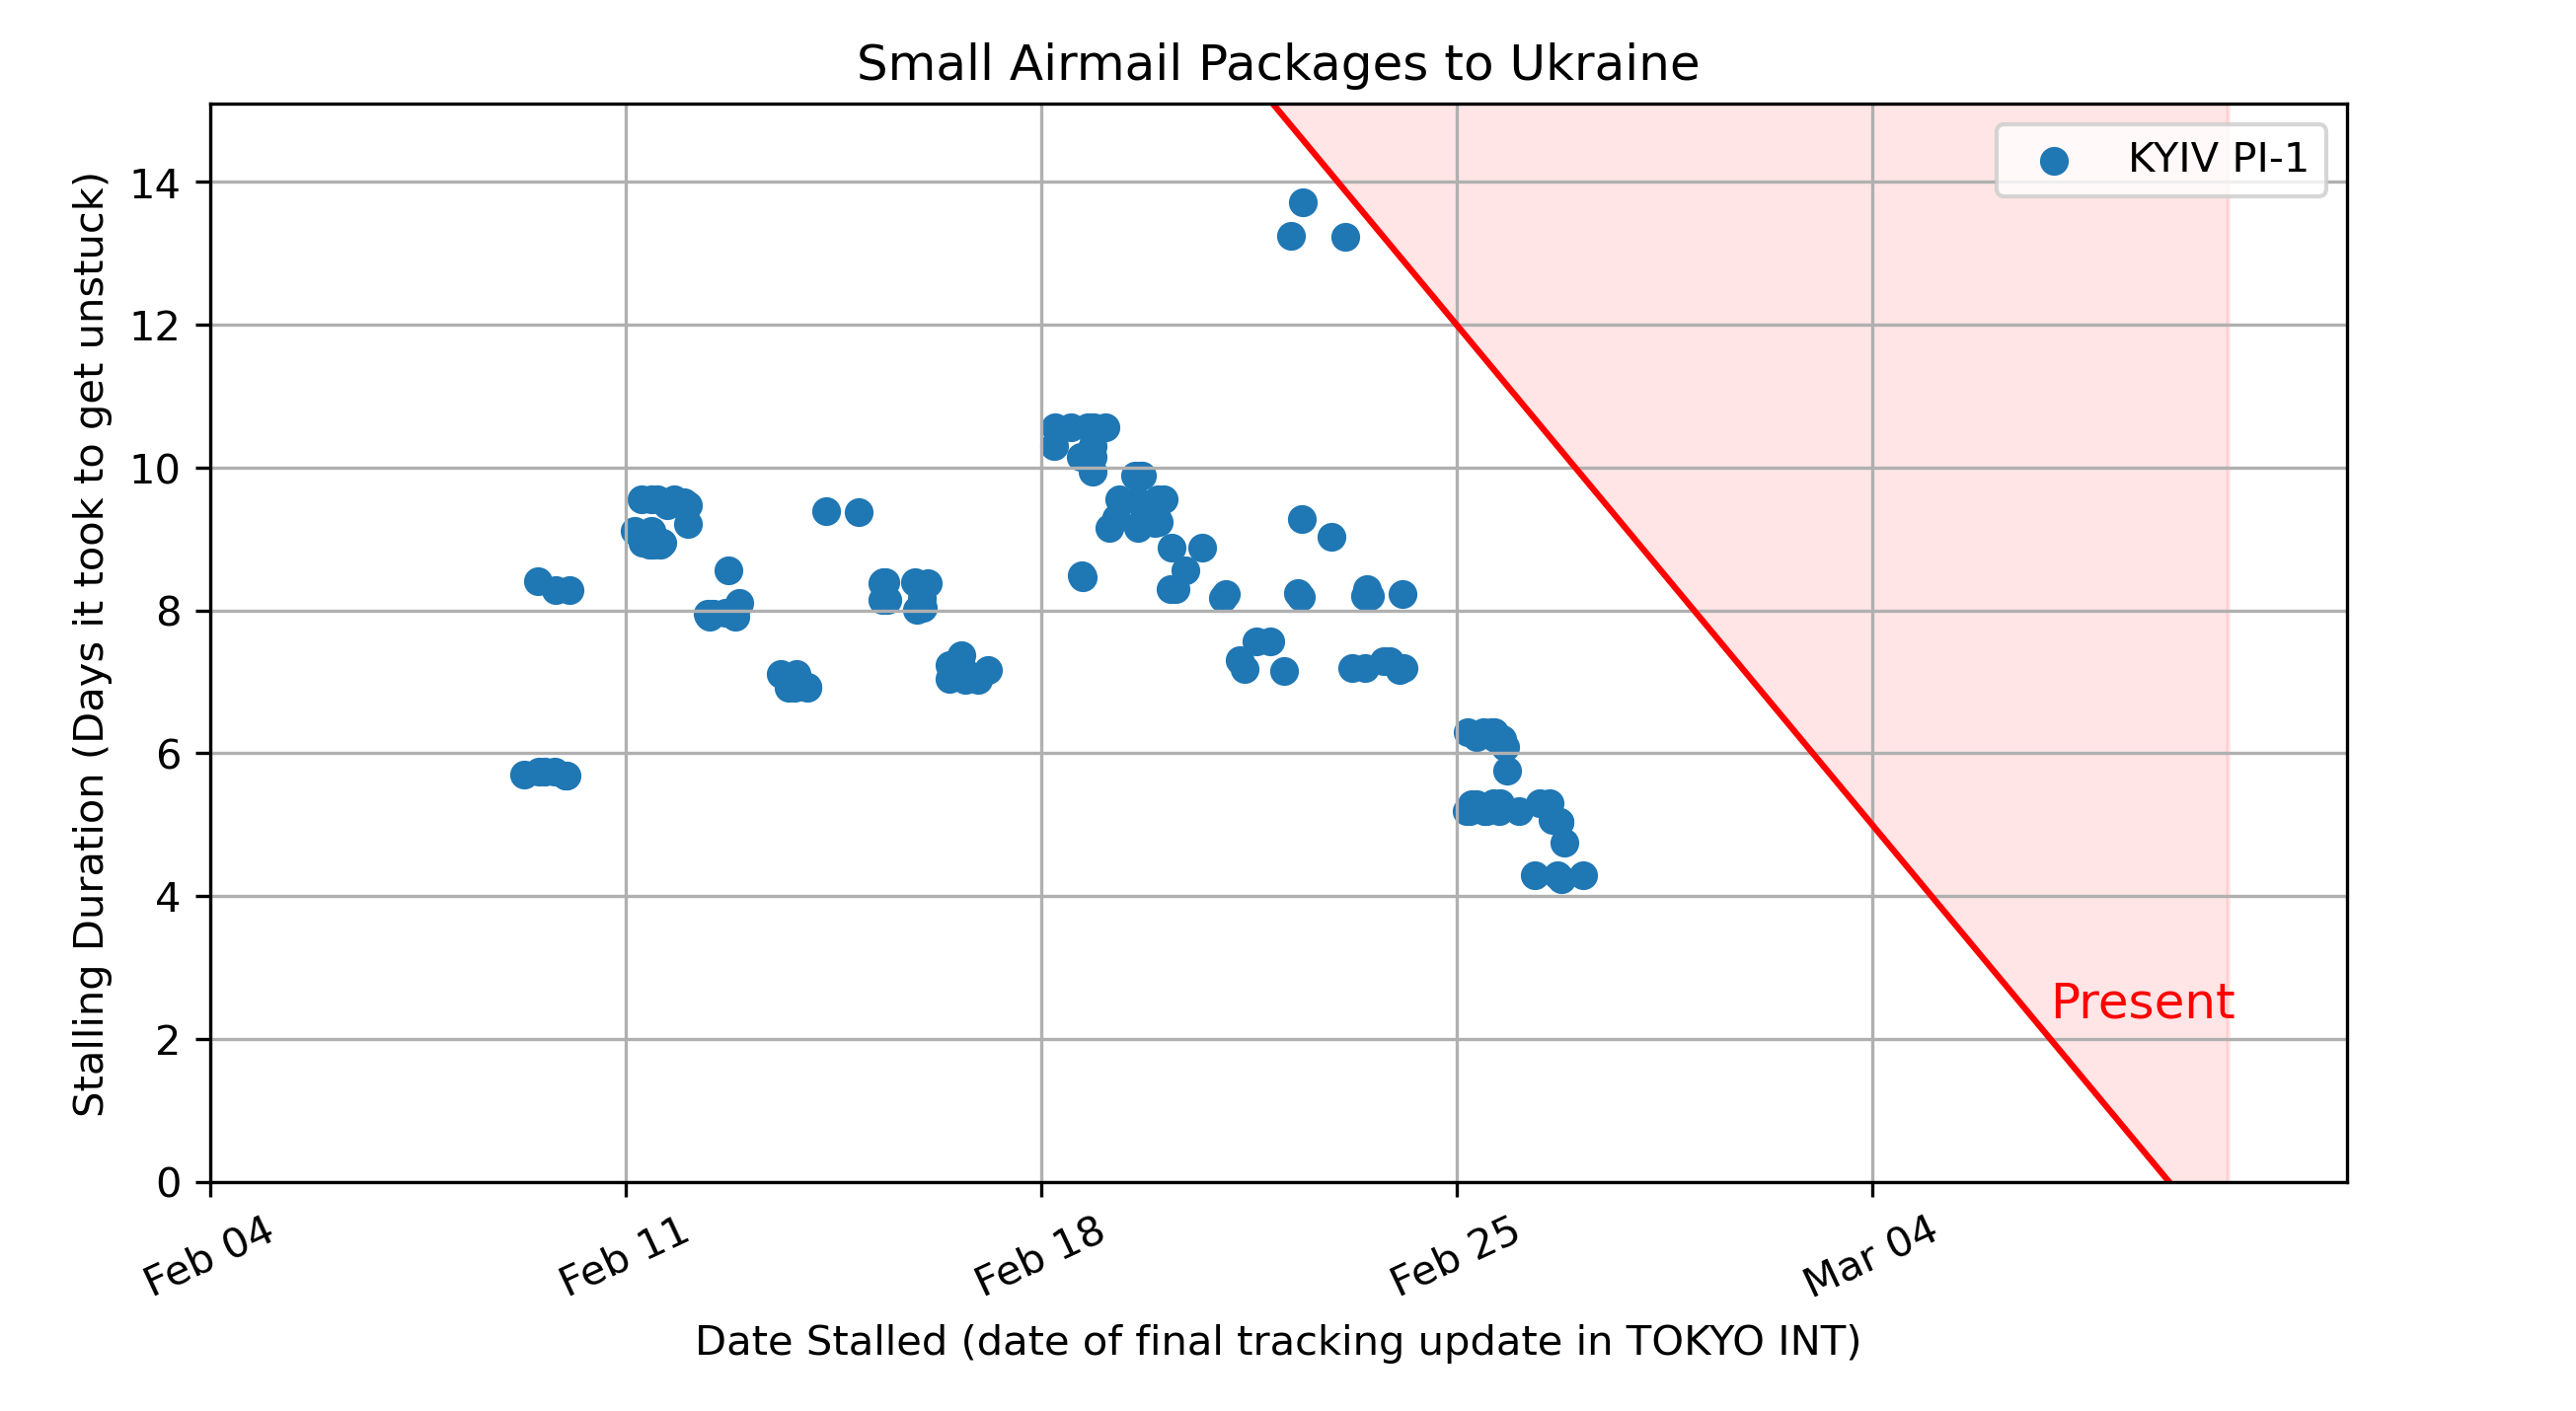 Small Airmail Packages to Ukraine
KYIV PI-1
Stalling Duration (Days it took to get unstuck)
14
12
10
8
6
4
2
0
Present
Feb 04
Feb 11
Feb 18
Feb 25
Mar 04
Date Stalled (date of final tracking update in TOKYO INT)